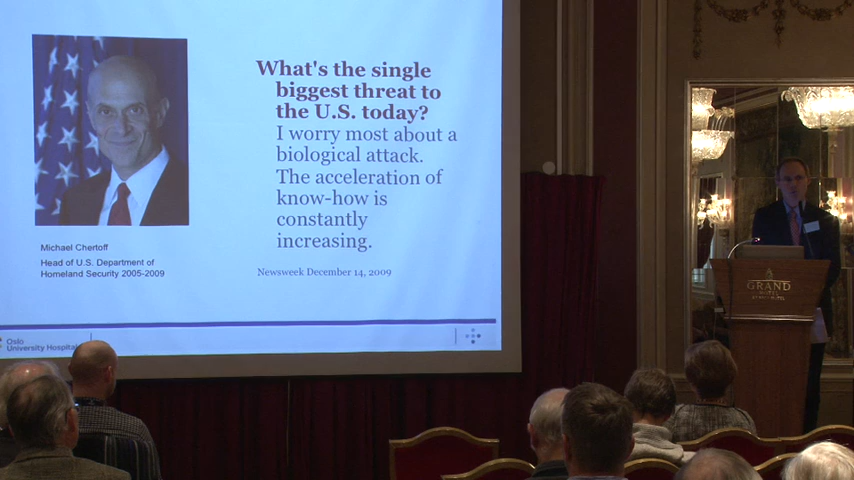 What's the single
biggest threat to
the U.S. today?
I worry most about a
biological attack.
The acceleration of
know-how is
constantly
increasing.
Newsweek December 14, 2009
Michael Chertoff
Head of U.S. Department of
Homeland Security 2005-2009
Oslo
University Hospital
GRAND